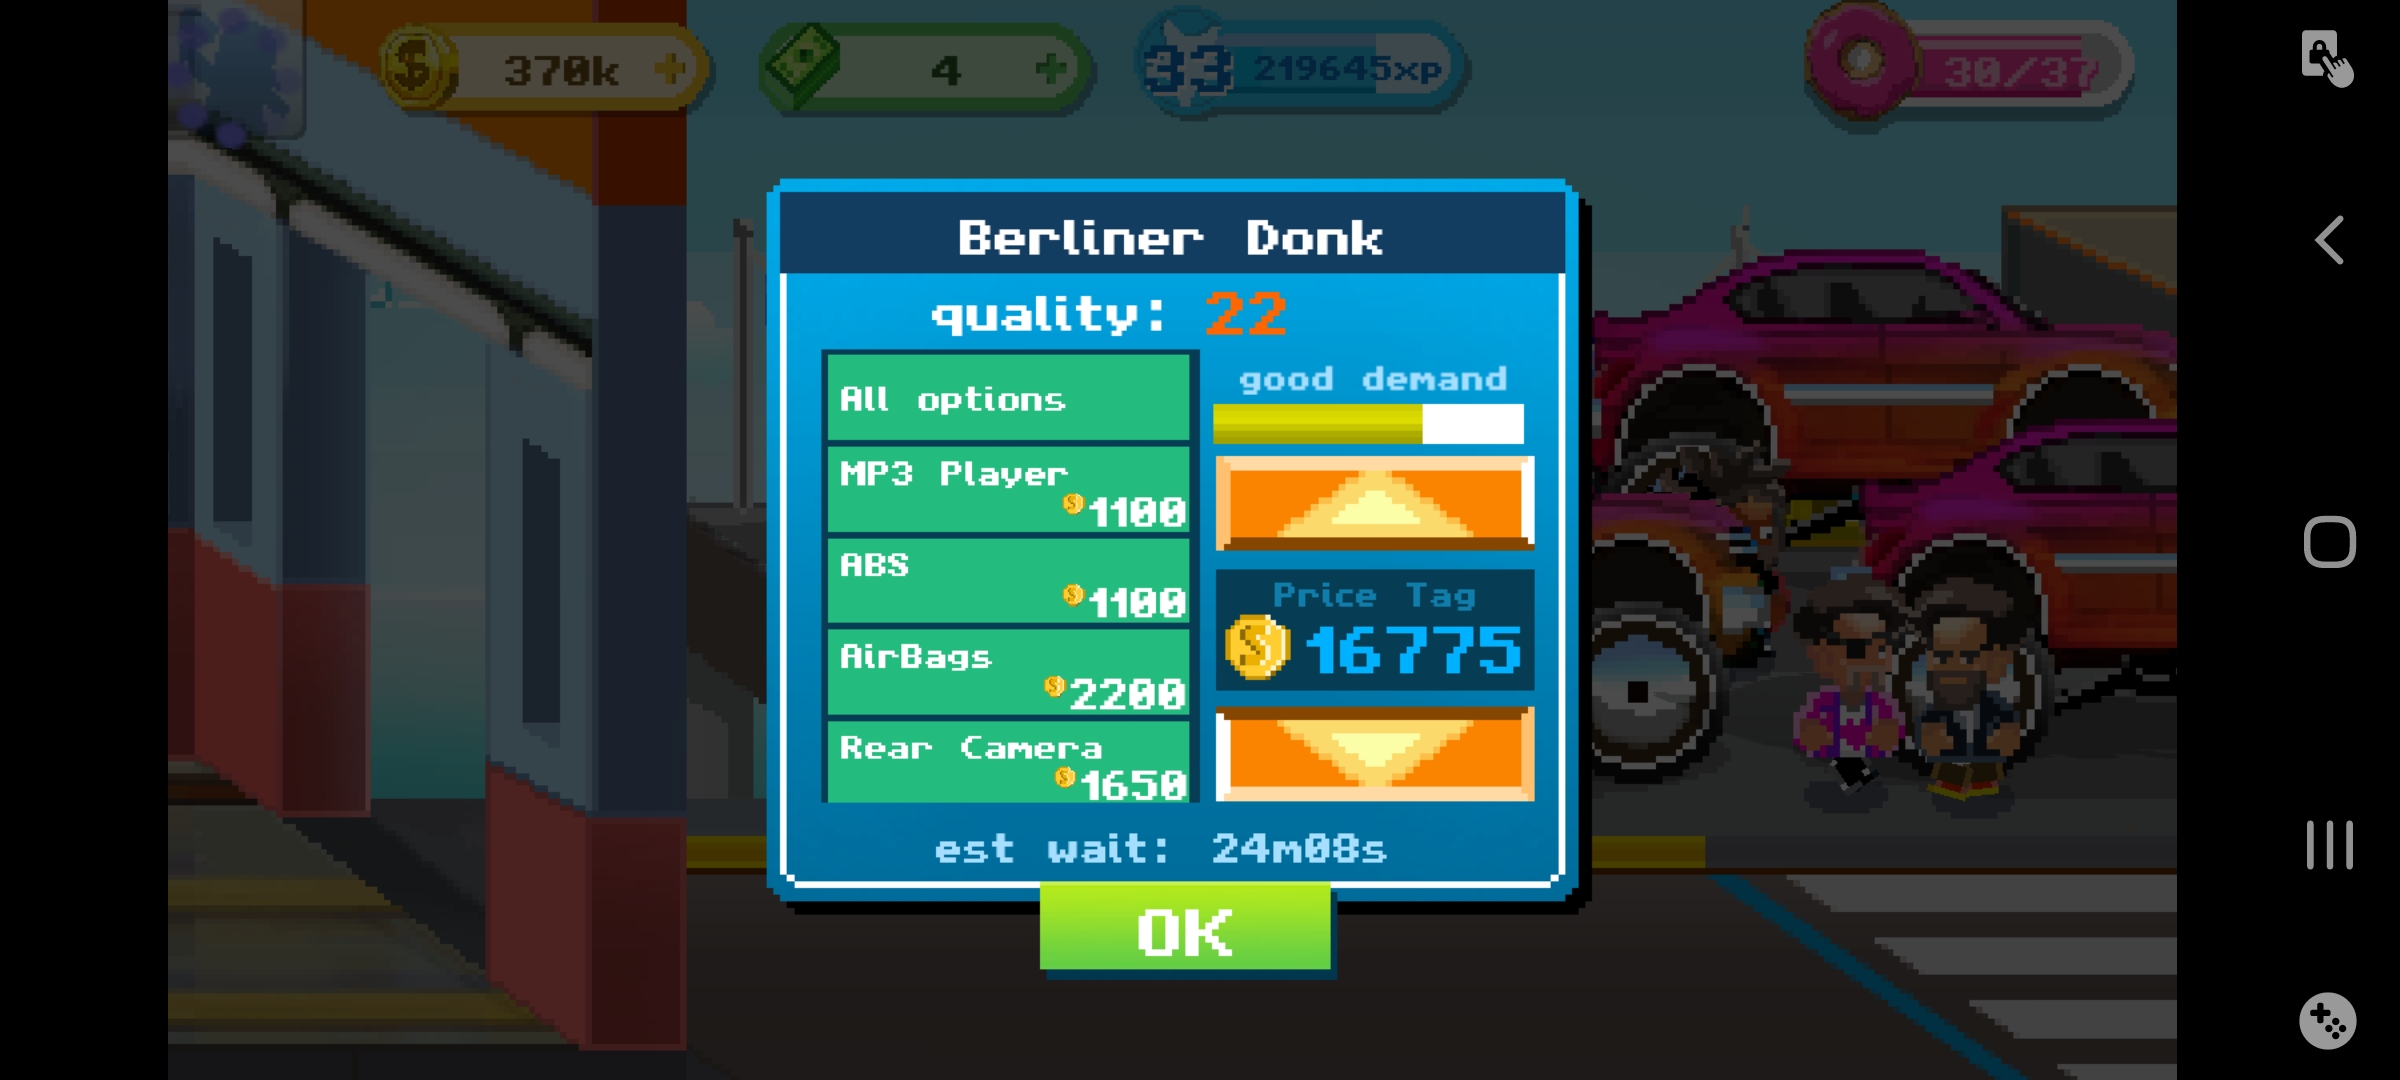 370k
4
33 219645xp
30/37
Berliner Donk
quality: 22
All options
good demand
MP3 Player
1100
ABS
1100
AirBags
2200
Rear Camera
1650
Price Tag
16775
est wait: 24m08s
OK